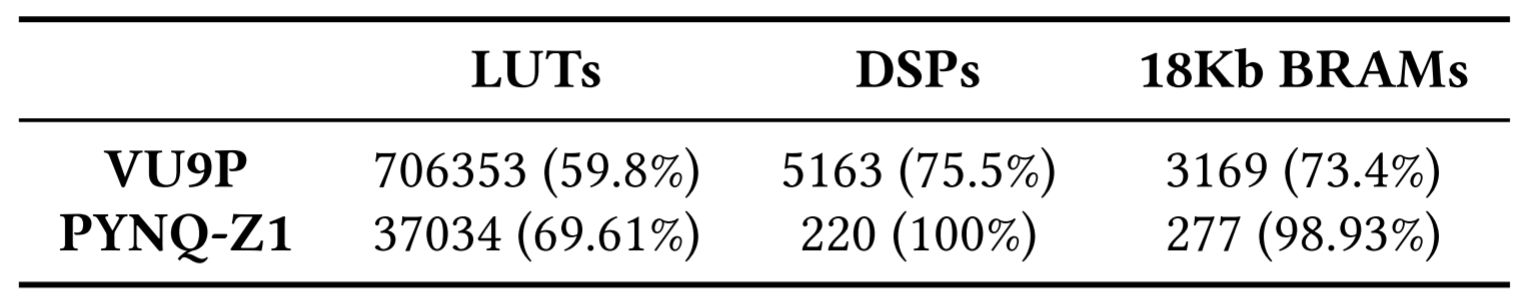 LUTs DSPs 18Kb BRAMs
VU9P 706353 (59.8%) 5163 (75.5%) 3169 (73.4%)
PYNQ-Z1 37034 (69.61%) 220 (100%) 277 (98.93%)